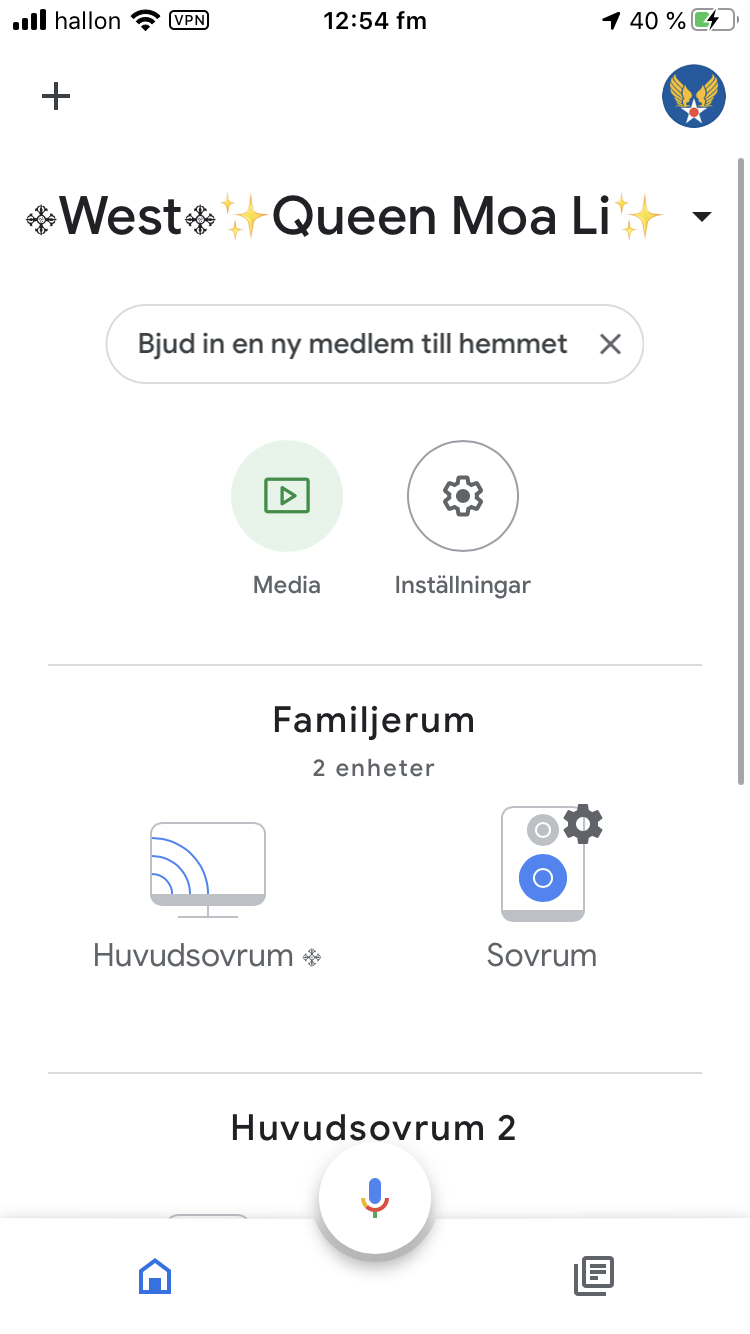 hallon VPN 12:54 fm 40 %
West✨Queen Moa Li✨
Bjud in en ny medlem till hemmet
Media
Inställningar
Familjerum
2 enheter
Huvudsovrum
Sovrum
Huvudsovrum 2